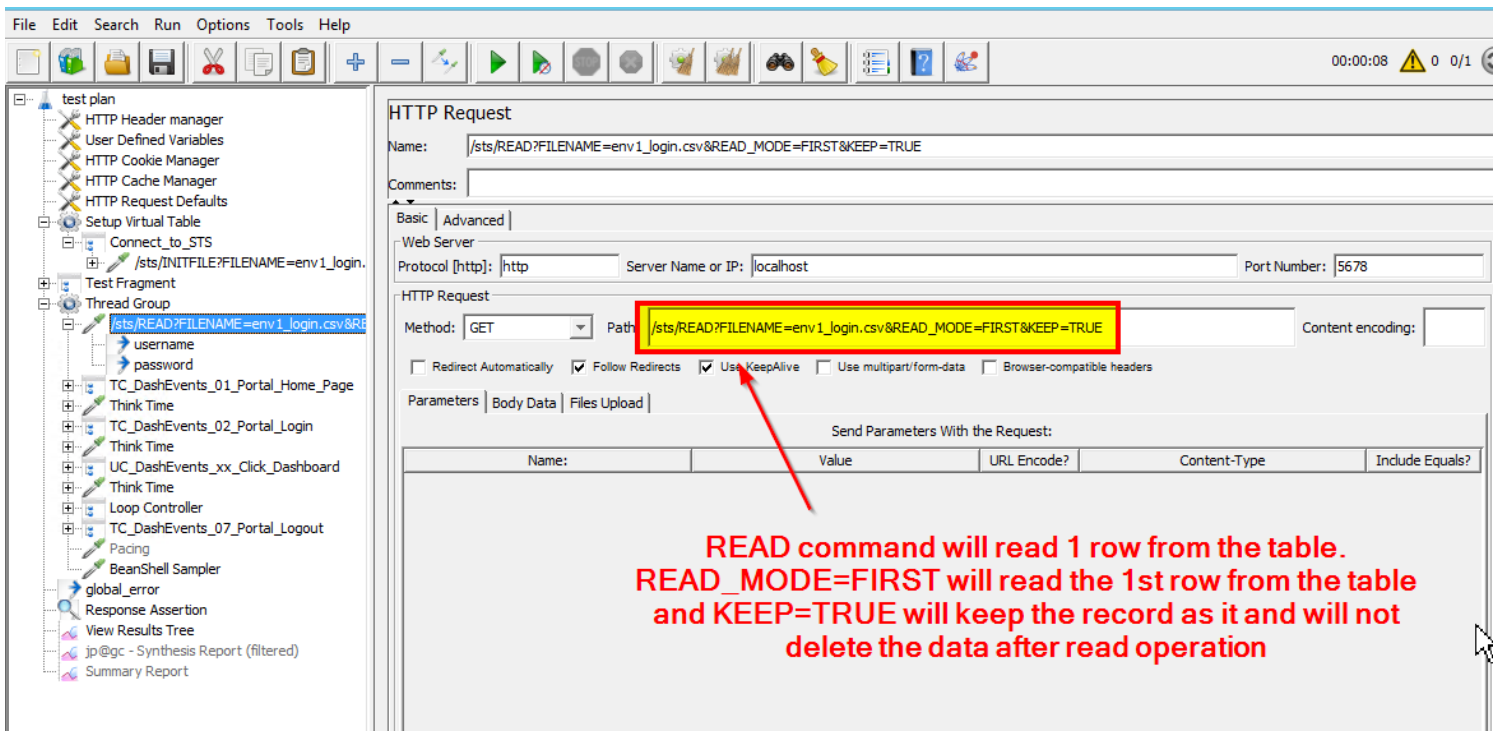 File Edit Search Run Options Tools Help
STOP
00:00:08 0 0/1
test plan
HTTP Header manager
User Defined Variables
HTTP Cookie Manager
HTTP Cache Manager
HTTP Request Defaults
Setup Virtual Table
Connect_to_STS
/sts/INITFILE?FILENAME=env1_login.
Test Fragment
Thread Group
/sts/READ?FILENAME=env1_login.csv&RE
username
password
TC_DashEvents_01_Portal_Home_Page
Think Time
TC_DashEvents_02_Portal_Login
Think Time
UC_DashEvents_xx_Click_Dashboard
Think Time
Loop Controller
TC_DashEvents_07_Portal_Logout
Pacing
BeanShell Sampler
global_error
Response Assertion
View Results Tree
jp@gc - Synthesis Report (filtered)
Summary Report
HTTP Request
Name: /sts/READ?FILENAME=env1_login.csv&READ_MODE=FIRST&KEEP=TRUE
Comments:
Basic Advanced
Web Server
Protocol [http]: http Server Name or IP: localhost Port Number: 5678
HTTP Request
Method: GET Path /sts/READ?FILENAME=env1_login.csv&READ_MODE=FIRST&KEEP=TRUE Content encoding:
Redirect Automatically Follow Redirects Use KeepAlive Use multipart/form-data Browser-compatible headers
Parameters Body Data Files Upload
Send Parameters With the Request:
Name: Value URL Encode? Content-Type Include Equals?
READ command will read 1 row from the table.
READ_MODE=FIRST will read the 1st row from the table
and KEEP=TRUE will keep the record as it and will not
delete the data after read operation